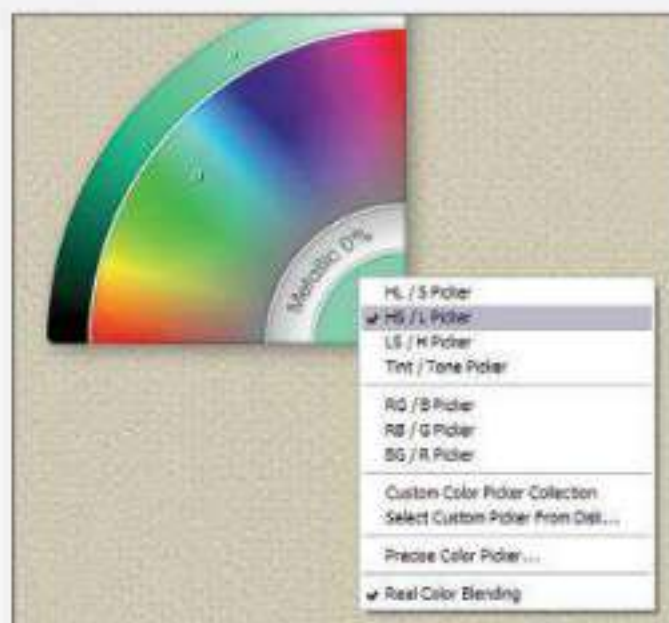 Metallic 0%
HL / S Picker
HS / L Picker
LS / H Picker
Tint / Tone Picker
RG / B Picker
RB / G Picker
BG / R Picker
Custom Color Picker Collection
Select Custom Picker From Disk...
Precise Color Picker...
Real Color Blending